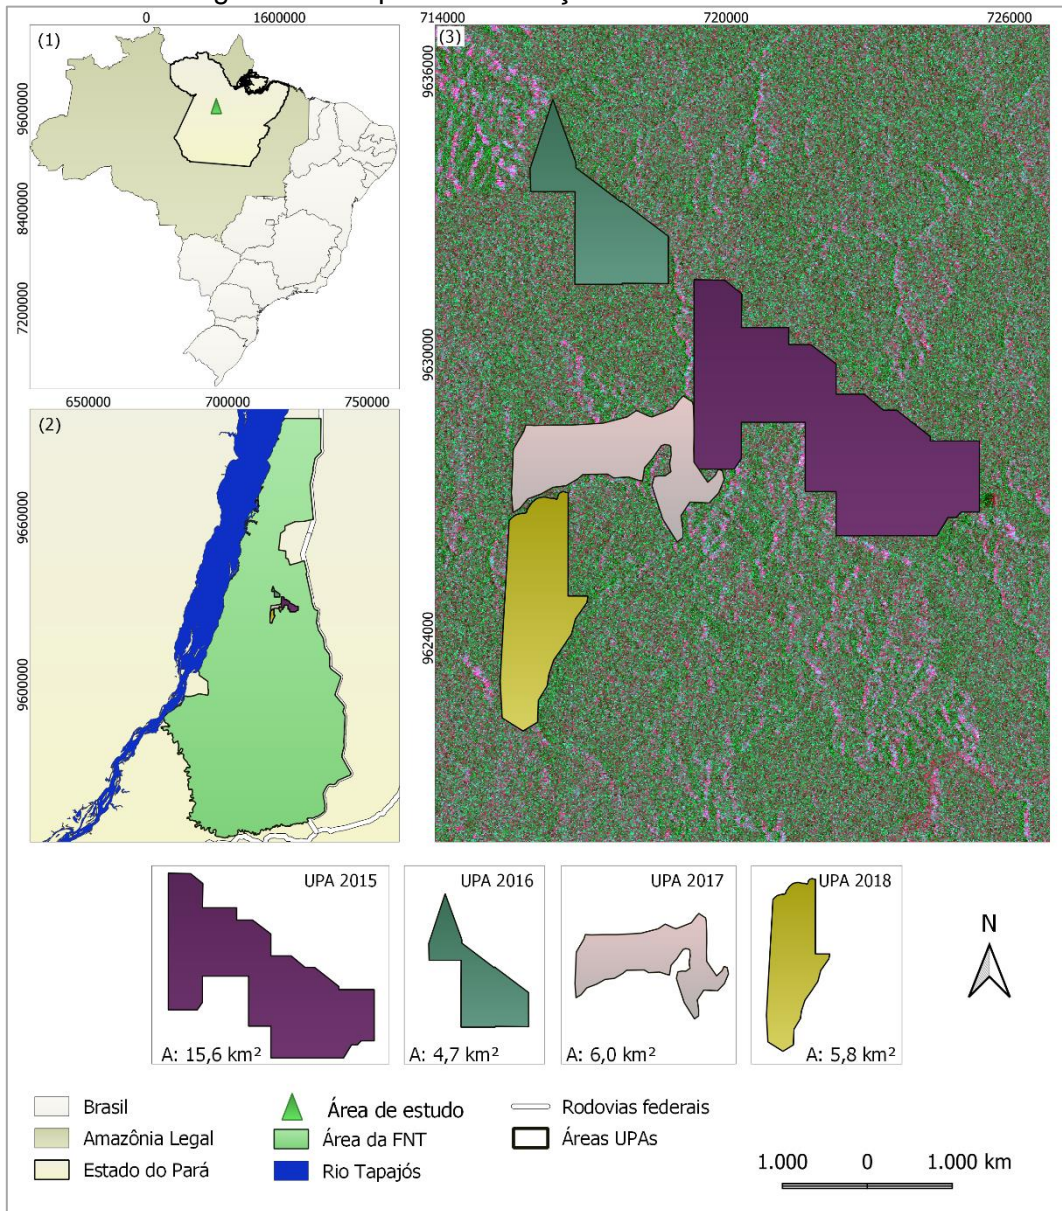 0 1600000
(1)
9600000
8400000
7200000
714000 720000 726000
(3)
9636000
9630000
9624000
650000 700000 750000
(2)
9660000
9600000
UPA 2015
A: 15,6 km²
UPA 2016
A: 4,7 km²
UPA 2017
A: 6,0 km²
UPA 2018
A: 5,8 km²
N
Brasil
Amazônia Legal
Estado do Pará
Área de estudo
Área da FNT
Rio Tapajós
Rodovias federais
Áreas UPAs
1.000 0 1.000 km